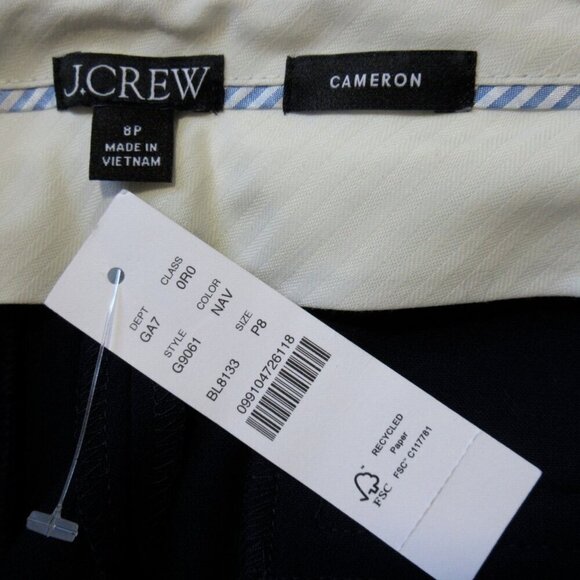 J.CREW
CAMERON
8P
MADE IN
VIETNAM
DEPT CLASS
GA7 0R0
STYLE COLOR
G9061 NAV
SIZE
BL8133 P8
099104726118
RECYCLED
Paper
FSC™ C117781
FSC